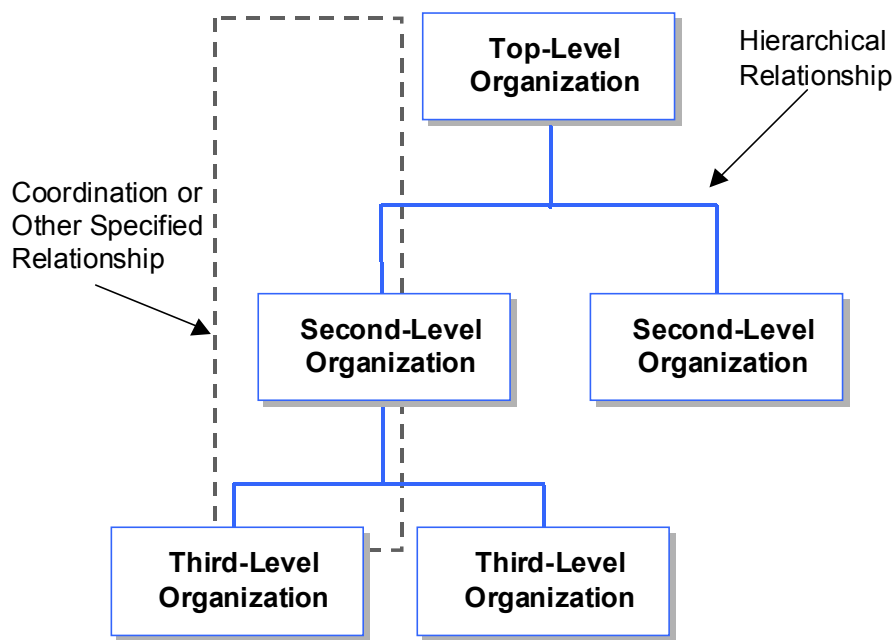 Top-Level
Organization
Hierarchical
Relationship
Coordination or
Other Specified
Relationship
Second-Level
Organization
Second-Level
Organization
Third-Level
Organization
Third-Level
Organization